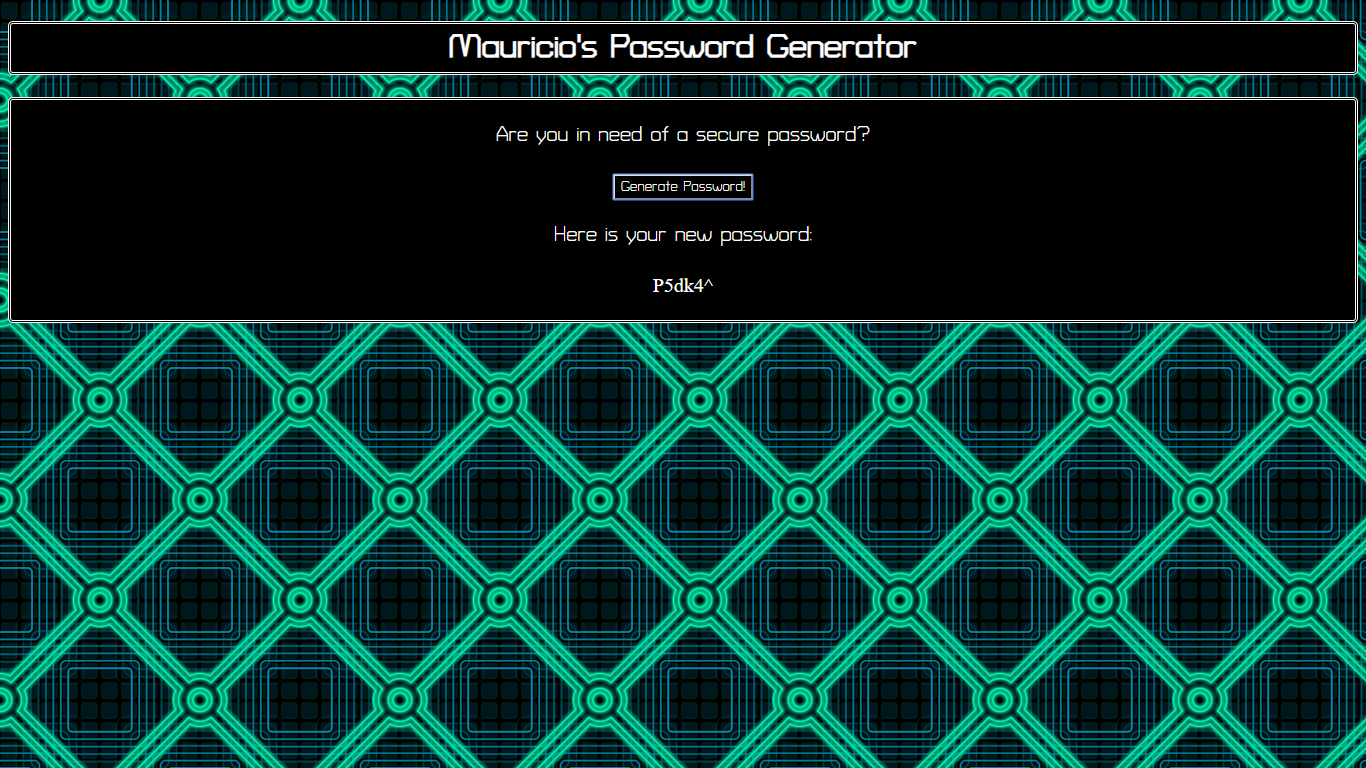 Mauricio's Password Generator
Are you in need of a secure password?
Generate Password!
Here is your new password:
P5dk4^